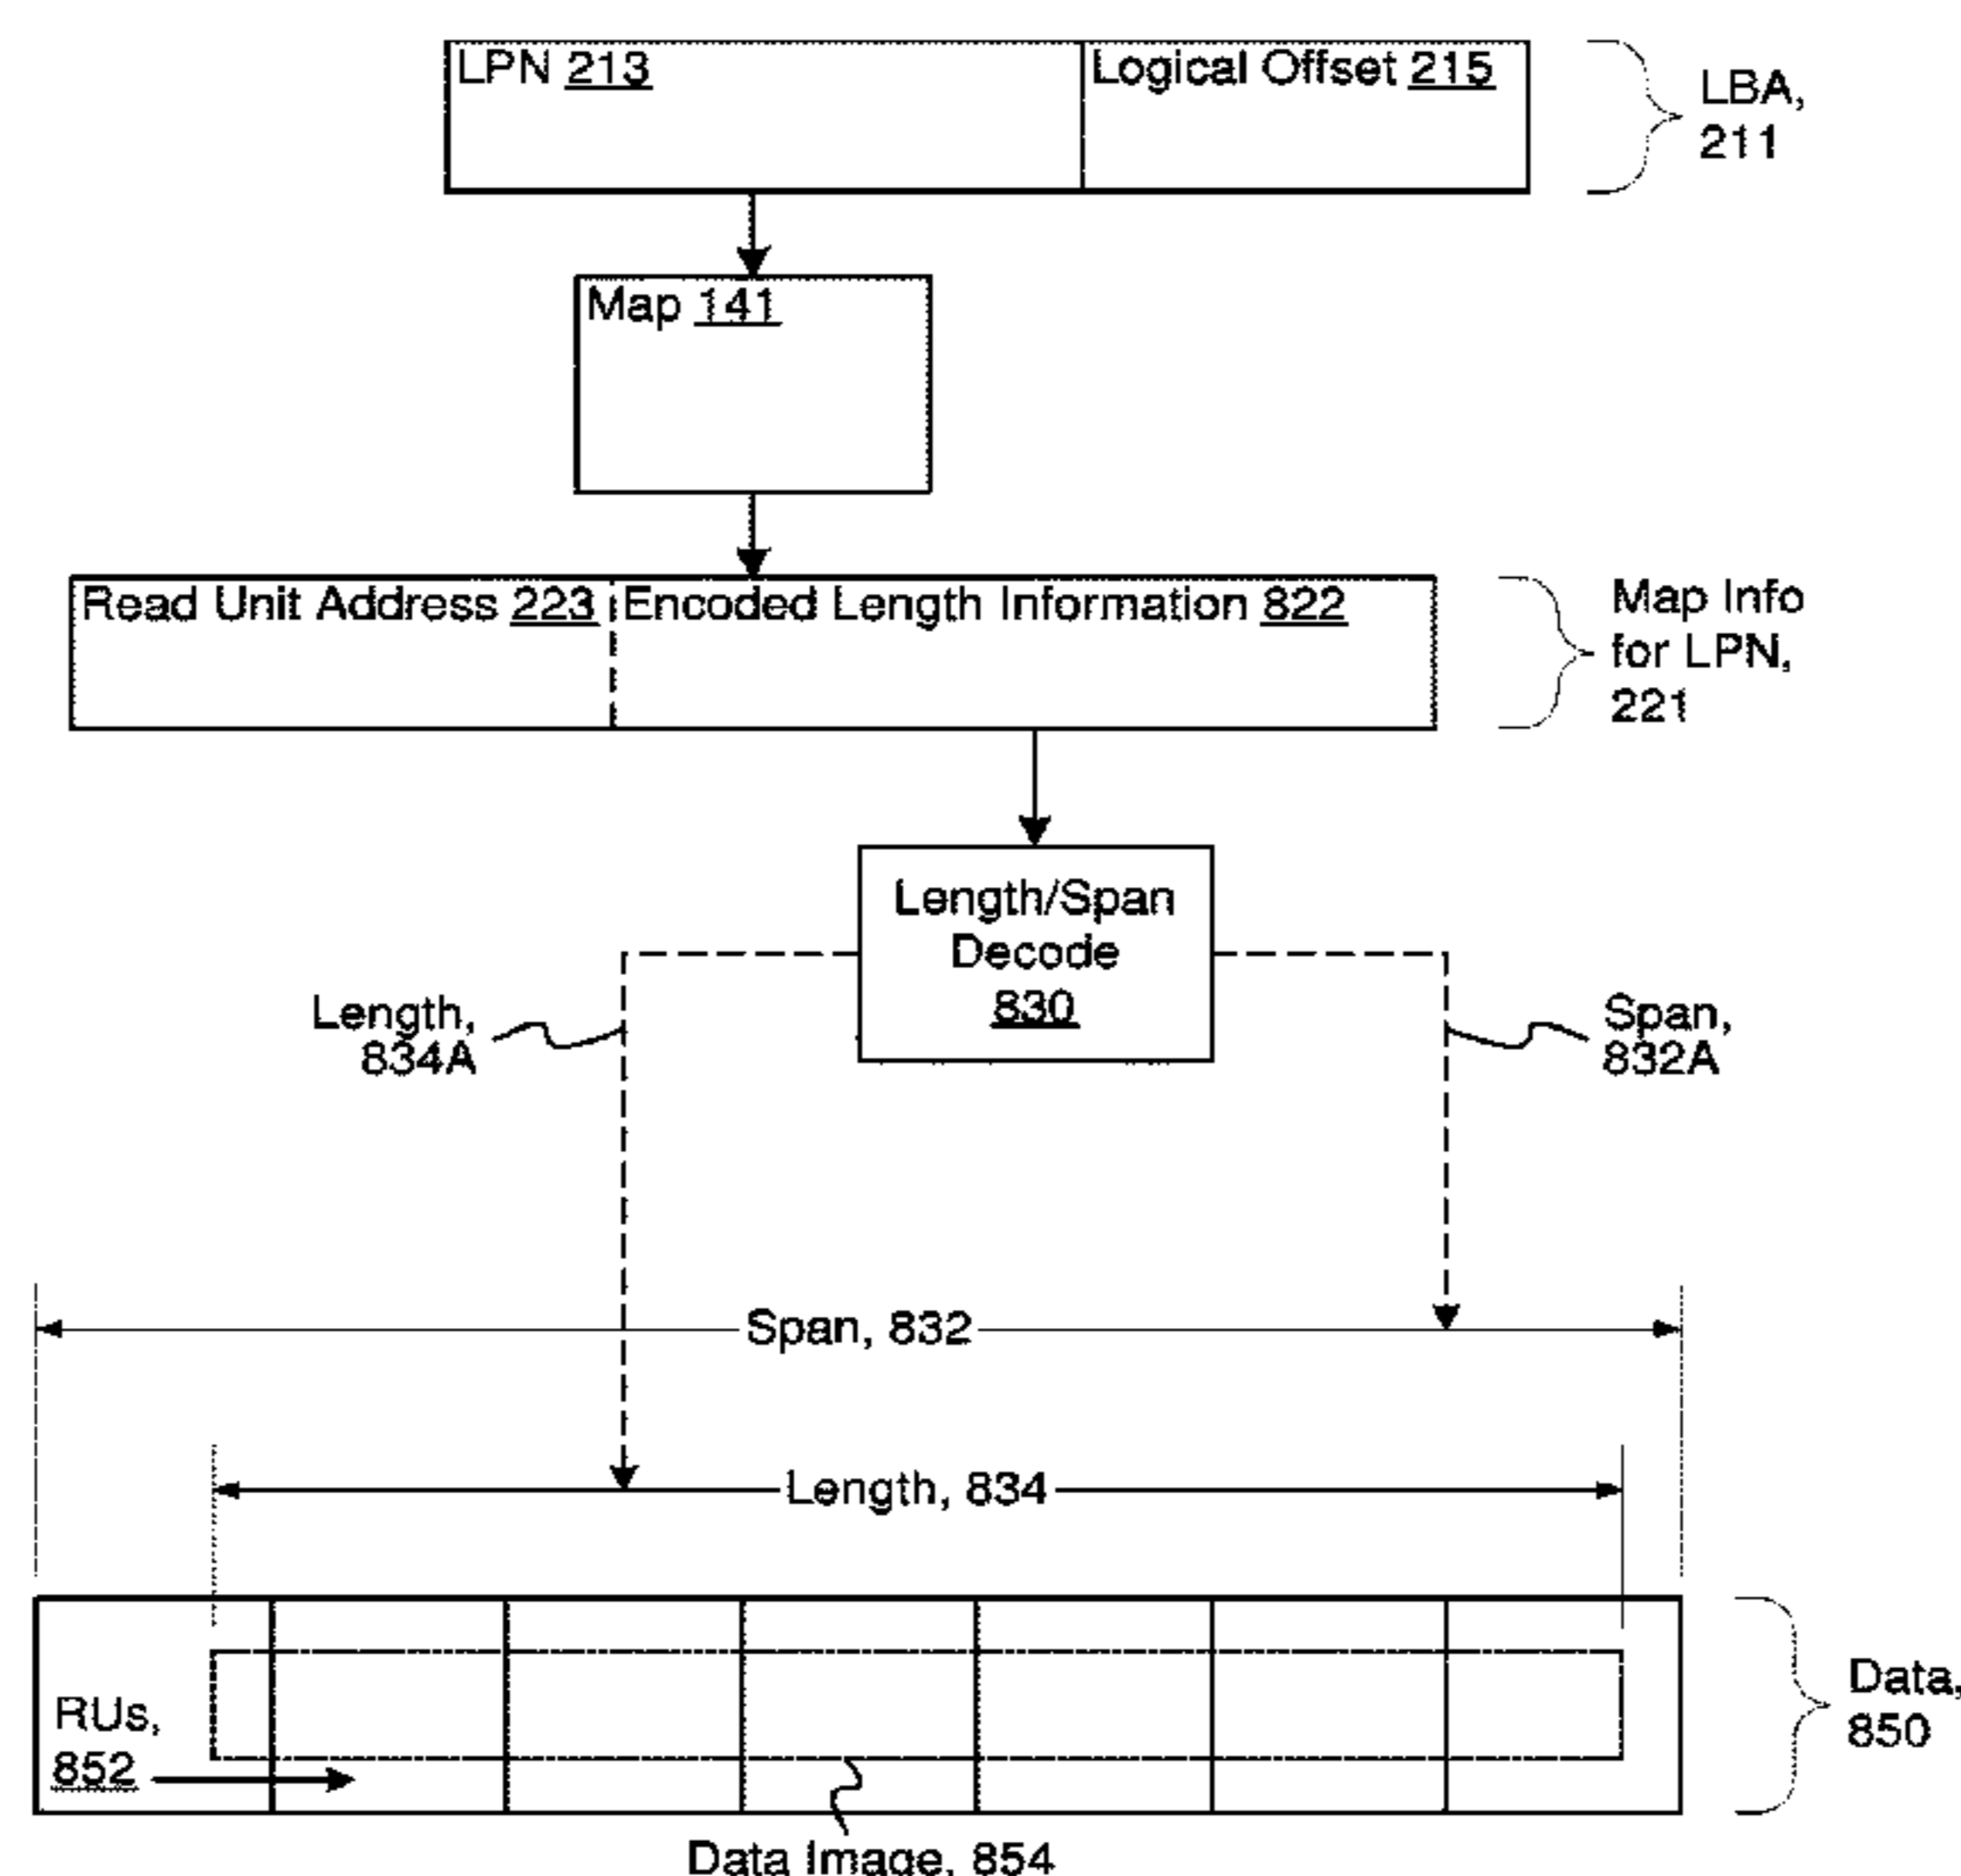 LPN 213
Logical Offset 215
LBA,
211
Map 141
Read Unit Address 223
Encoded Length Information 822
Map Info
for LPN,
221
Length/Span
Decode
830
Length,
834A
Span,
832A
Span, 832
Length, 834
RUs,
852
Data,
850
Data Image, 854